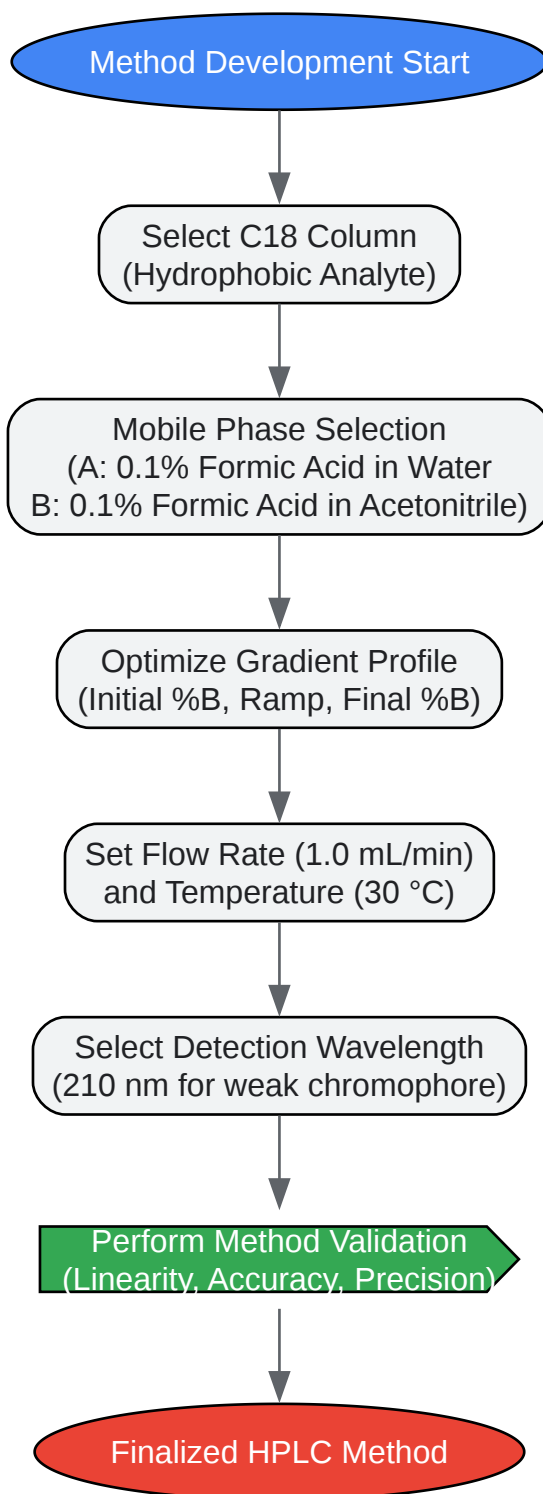 Method Development Start
Select C18 Column
(Hydrophobic Analyte)
Mobile Phase Selection
(A: 0.1% Formic Acid in Water
B: 0.1% Formic Acid in Acetonitrile)
Optimize Gradient Profile
(Initial %B, Ramp, Final %B)
Set Flow Rate (1.0 mL/min)
and Temperature (30 °C)
Select Detection Wavelength
(210 nm for weak chromophore)
Perform Method Validation
(Linearity, Accuracy, Precision)
Finalized HPLC Method